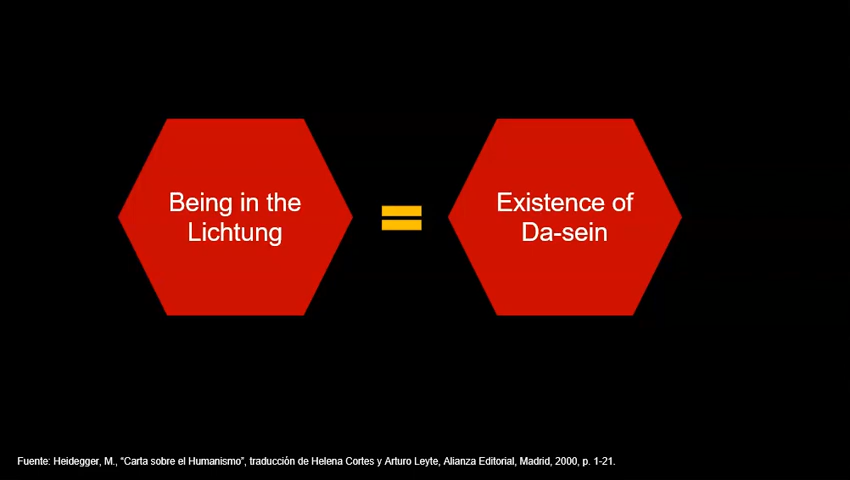 Being in the
Lichtung
Existence of
Da-sein
Fuente: Heidegger, M., “Carta sobre el Humanismo”, traducción de Helena Cortes y Arturo Leyte, Alianza Editorial, Madrid, 2000, p. 1-21.